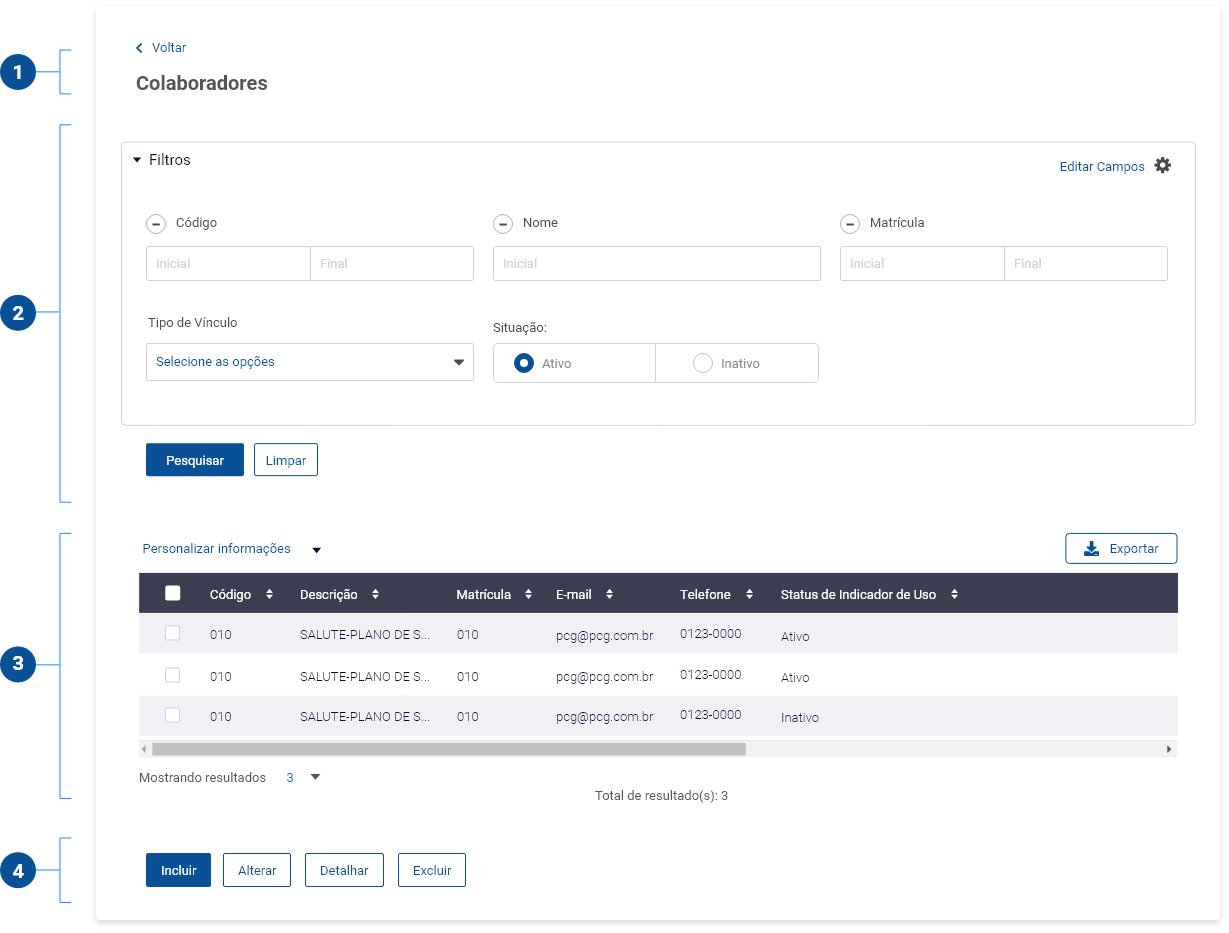 Voltar
1
Colaboradores
Filtros
Editar Campos
Código Nome Matrícula
Inicial Final Inicial Inicial Final
2
Tipo de Vínculo Situação:
Selecione as opções Ativo Inativo
Pesquisar Limpar
Personalizar informações Exportar
Código Descrição Matrícula E-mail Telefone Status de Indicador de Uso
010 SALUTE-PLANO DE S... 010 pcg@pcg.com.br 0123-0000 Ativo
3
010 SALUTE-PLANO DE S... 010 pcg@pcg.com.br 0123-0000 Ativo
010 SALUTE-PLANO DE S... 010 pcg@pcg.com.br 0123-0000 Inativo
Mostrando resultados 3
Total de resultado(s): 3
4
Incluir Alterar Detalhar Excluir